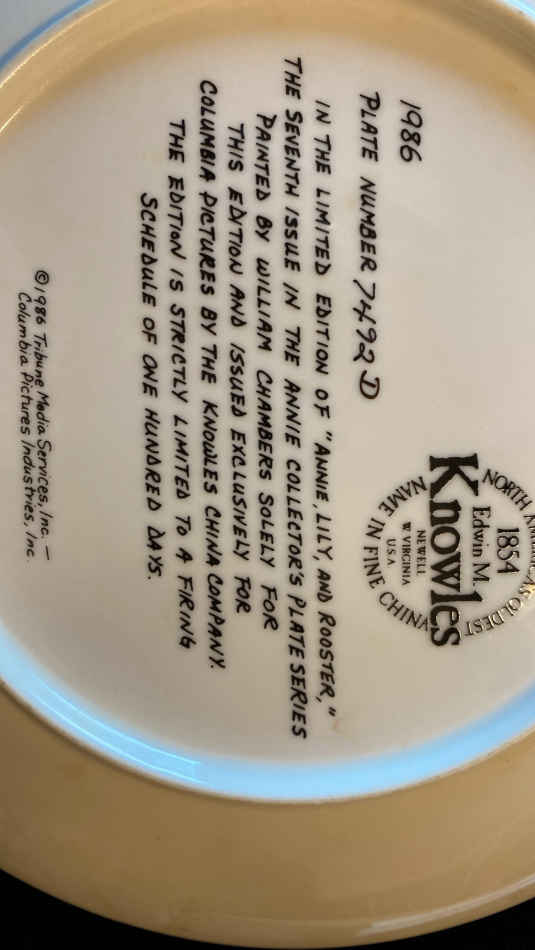 NORTH AMERICA'S OLDEST
1854
Edwin M.
Knowles
NEWELL
W VIRGINIA
U.S.A
NAME IN FINE CHINA
1986
PLATE NUMBER 7492 D
IN THE LIMITED EDITION OF "ANNIE, LILY, AND ROOSTER,"
THE SEVENTH ISSUE IN THE ANNIE COLLECTOR'S PLATE SERIES
PAINTED BY WILLIAM CHAMBERS SOLELY FOR
THIS EDITION AND ISSUED EXCLUSIVELY FOR
COLUMBIA PICTURES BY THE KNOWLES CHINA COMPANY.
THE EDITION IS STRICTLY LIMITED TO A FIRING
SCHEDULE OF ONE HUNDRED DAYS.
©1986 Tribune Media Services, Inc. —
Columbia Pictures Industries, Inc.